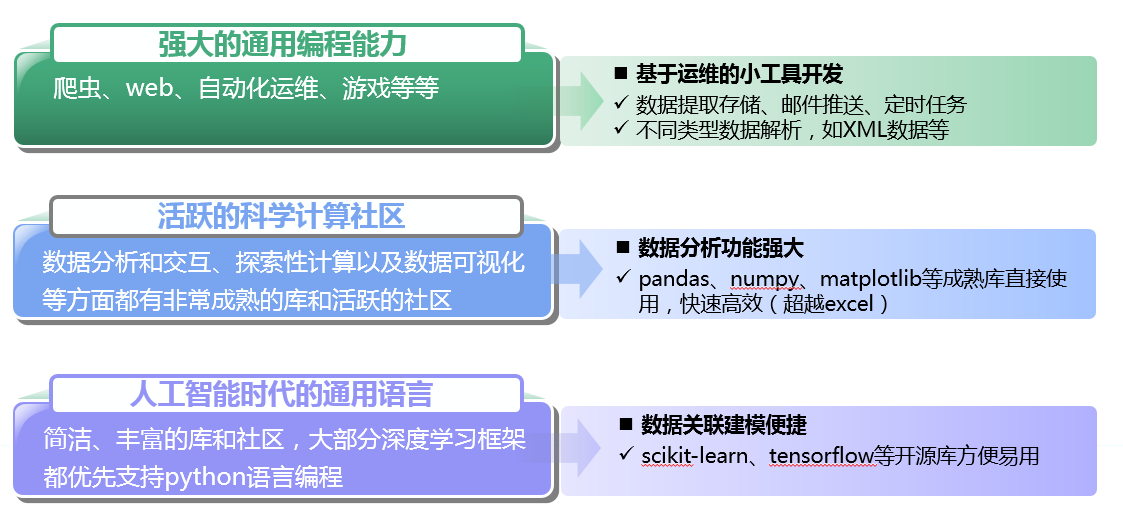 强大的通用编程能力
爬虫、web、自动化运维、游戏等等
■ 基于运维的小工具开发
✓ 数据提取存储、邮件推送、定时任务
✓ 不同类型数据解析，如XML数据等
活跃的科学计算社区
数据分析和交互、探索性计算以及数据可视化
等方面都有非常成熟的库和活跃的社区
■ 数据分析功能强大
✓ pandas、numpy、matplotlib等成熟库直接使
用，快速高效（超越excel）
人工智能时代的通用语言
简洁、丰富的库和社区，大部分深度学习框架
都优先支持python语言编程
■ 数据关联建模便捷
✓ scikit-learn、tensorflow等开源库方便易用